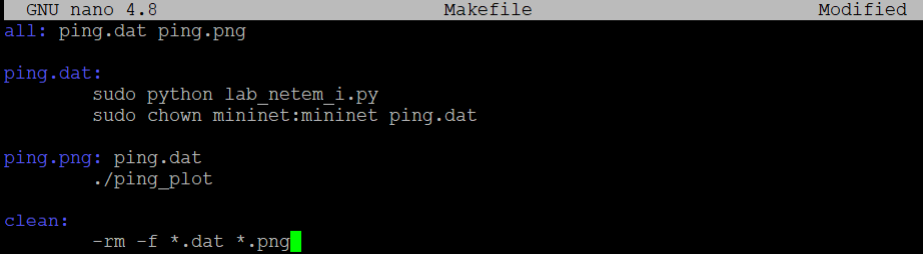 GNU nano 4.8 Makefile Modified
all: ping.dat ping.png
ping.dat:
sudo python lab_netem_i.py
sudo chown mininet:mininet ping.dat
ping.png: ping.dat
./ping_plot
clean:
-rm -f *.dat *.png